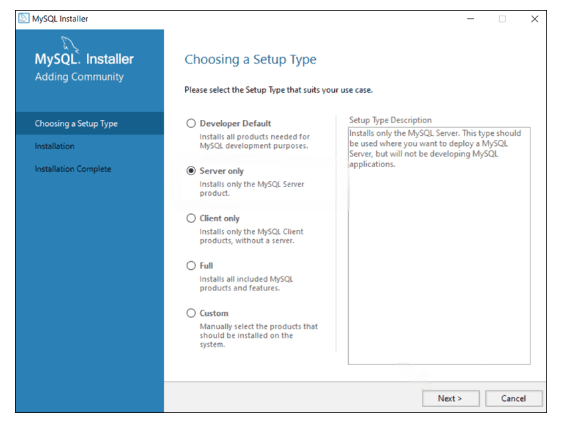 MySQL Installer
MySQL. Installer
Adding Community
Choosing a Setup Type
Installation
Installation Complete
Choosing a Setup Type
Please select the Setup Type that suits your use case.
Developer Default
Installs all products needed for
MySQL development purposes.
Server only
Installs only the MySQL Server
product.
Client only
Installs only the MySQL Client
products, without a server.
Full
Installs all included MySQL
products and features.
Custom
Manually select the products that
should be installed on the
system.
Setup Type Description
Installs only the MySQL Server. This type should
be used where you want to deploy a MySQL
Server, but will not be developing MySQL
applications.
Next >
Cancel